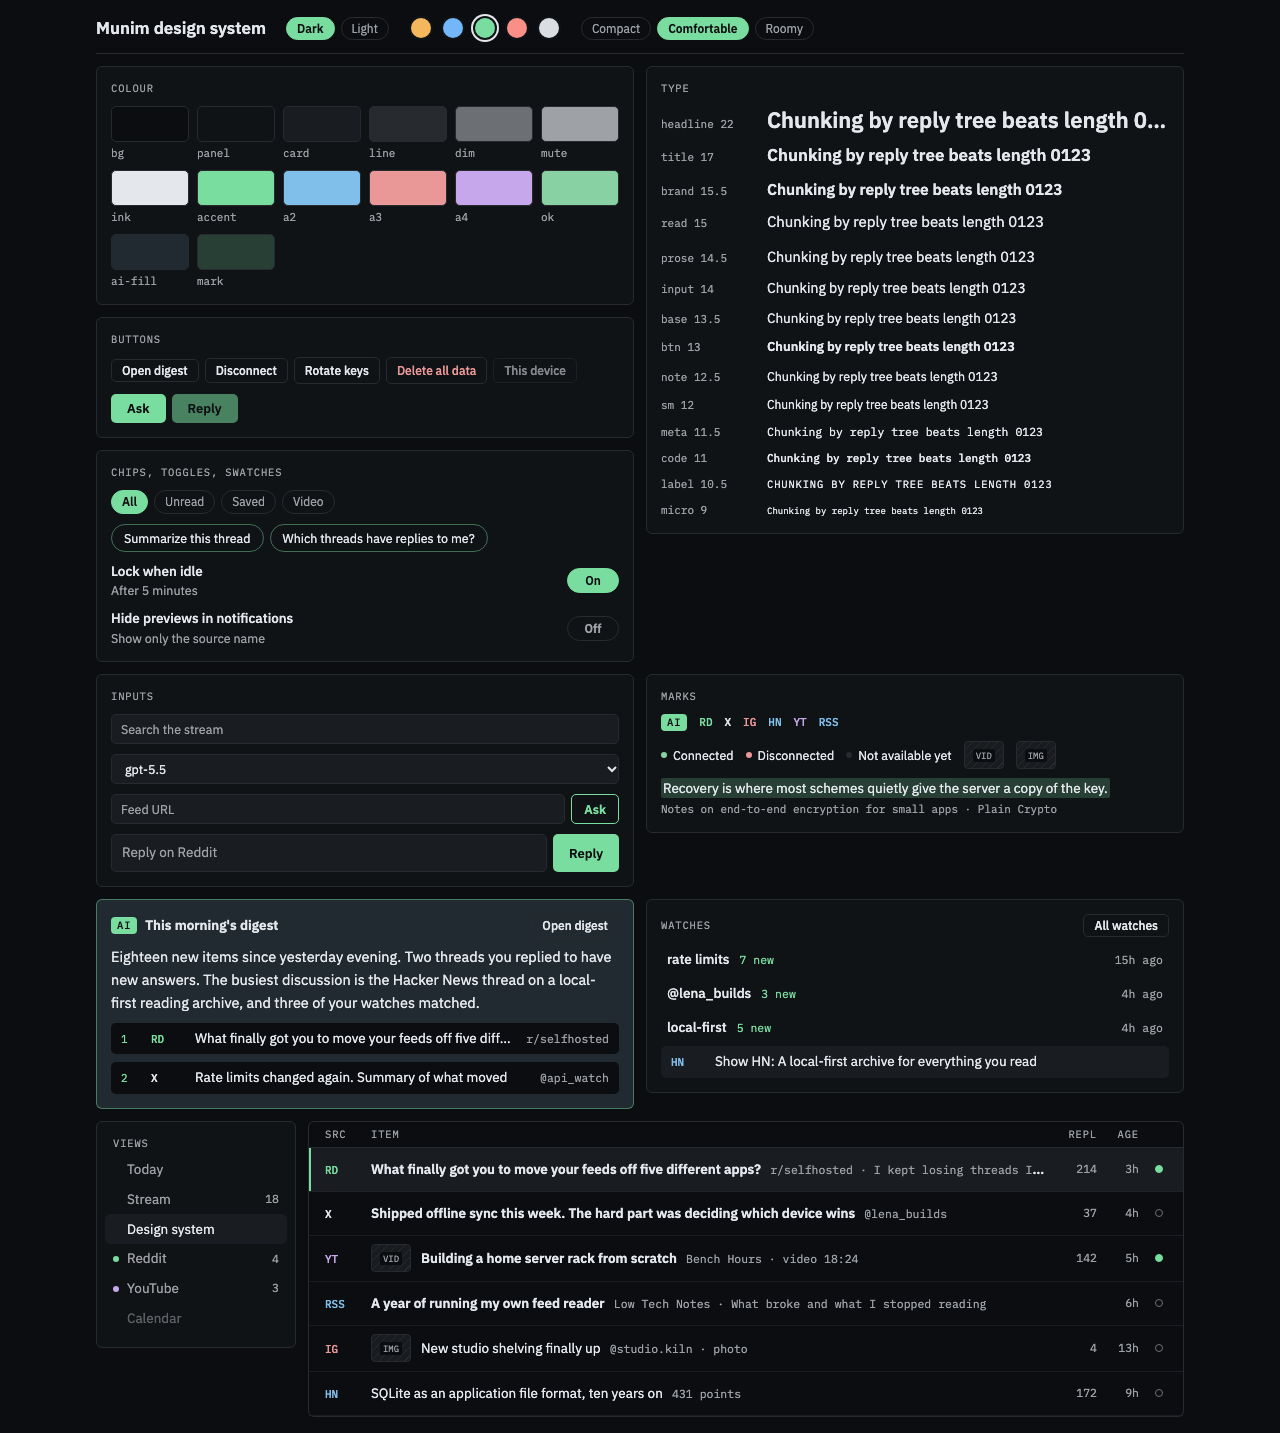 Munim design system Dark Light Compact Comfortable Roomy
COLOUR
bg panel card line dim mute
ink accent a2 a3 a4 ok
ai-fill mark
TYPE
headline 22 Chunking by reply tree beats length 0...
title 17 Chunking by reply tree beats length 0123
brand 15.5 Chunking by reply tree beats length 0123
read 15 Chunking by reply tree beats length 0123
prose 14.5 Chunking by reply tree beats length 0123
input 14 Chunking by reply tree beats length 0123
base 13.5 Chunking by reply tree beats length 0123
btn 13 Chunking by reply tree beats length 0123
note 12.5 Chunking by reply tree beats length 0123
sm 12 Chunking by reply tree beats length 0123
meta 11.5 Chunking by reply tree beats length 0123
code 11 Chunking by reply tree beats length 0123
label 10.5 CHUNKING BY REPLY TREE BEATS LENGTH 0123
micro 9 Chunking by reply tree beats length 0123
BUTTONS
Open digest Disconnect Rotate keys Delete all data This device
Ask Reply
CHIPS, TOGGLES, SWATCHES
All Unread Saved Video
Summarize this thread Which threads have replies to me?
Lock when idle
After 5 minutes
On
Hide previews in notifications
Show only the source name
Off
INPUTS
Search the stream
gpt-5.5
Feed URL Ask
Reply on Reddit Reply
MARKS
AI RD X IG HN YT RSS
Connected Disconnected Not available yet VID IMG
Recovery is where most schemes quietly give the server a copy of the key.
Notes on end-to-end encryption for small apps · Plain Crypto
AI This morning's digest Open digest
Eighteen new items since yesterday evening. Two threads you replied to have
new answers. The busiest discussion is the Hacker News thread on a local-
first reading archive, and three of your watches matched.
1 RD What finally got you to move your feeds off five diff... r/selfhosted
2 X Rate limits changed again. Summary of what moved @api_watch
WATCHES All watches
rate limits 7 new 15h ago
@lena_builds 3 new 4h ago
local-first 5 new 4h ago
HN Show HN: A local-first archive for everything you read
VIEWS
Today
Stream 18
Design system
Reddit 4
YouTube 3
Calendar
SRC ITEM REPL AGE
RD What finally got you to move your feeds off five different apps? r/selfhosted · I kept losing threads I... 214 3h
X Shipped offline sync this week. The hard part was deciding which device wins @lena_builds 37 4h
YT VID Building a home server rack from scratch Bench Hours · video 18:24 142 5h
RSS A year of running my own feed reader Low Tech Notes · What broke and what I stopped reading 6h
IG IMG New studio shelving finally up @studio.kiln · photo 4 13h
HN SQLite as an application file format, ten years on 431 points 172 9h